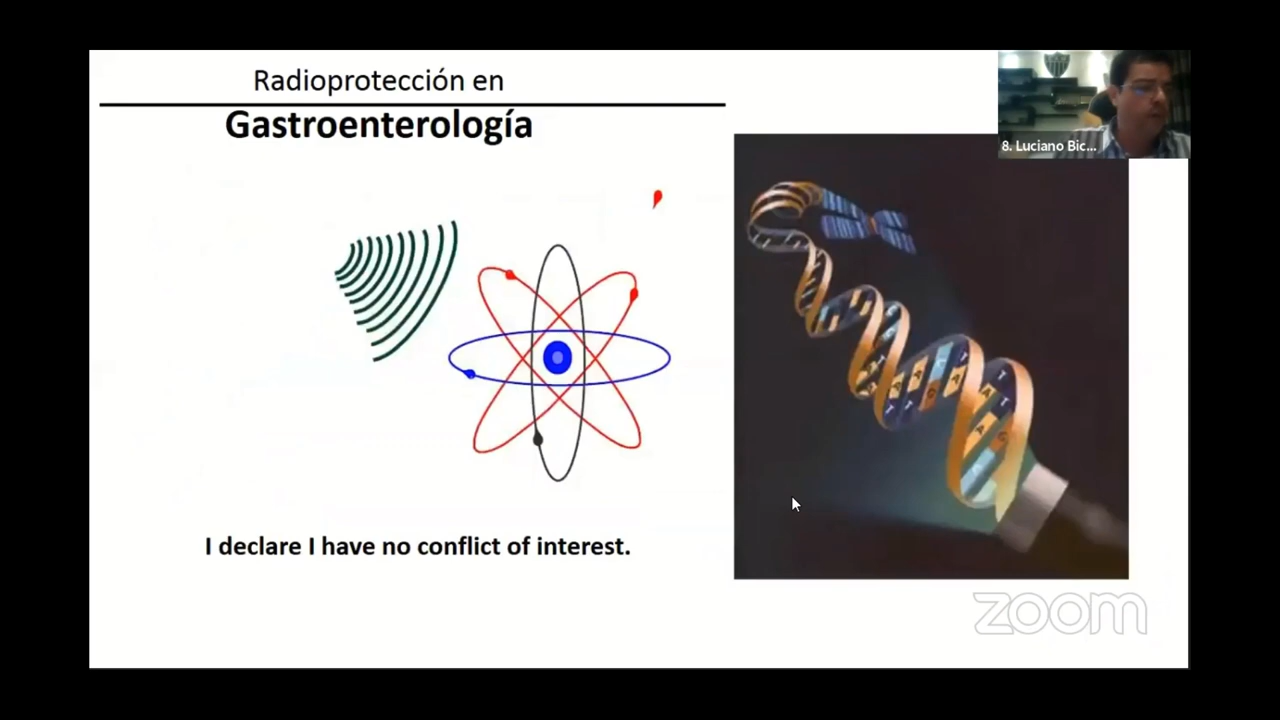 Radioprotección en
Gastroenterología
8. Luciano Bic...
I declare I have no conflict of interest.
zoom